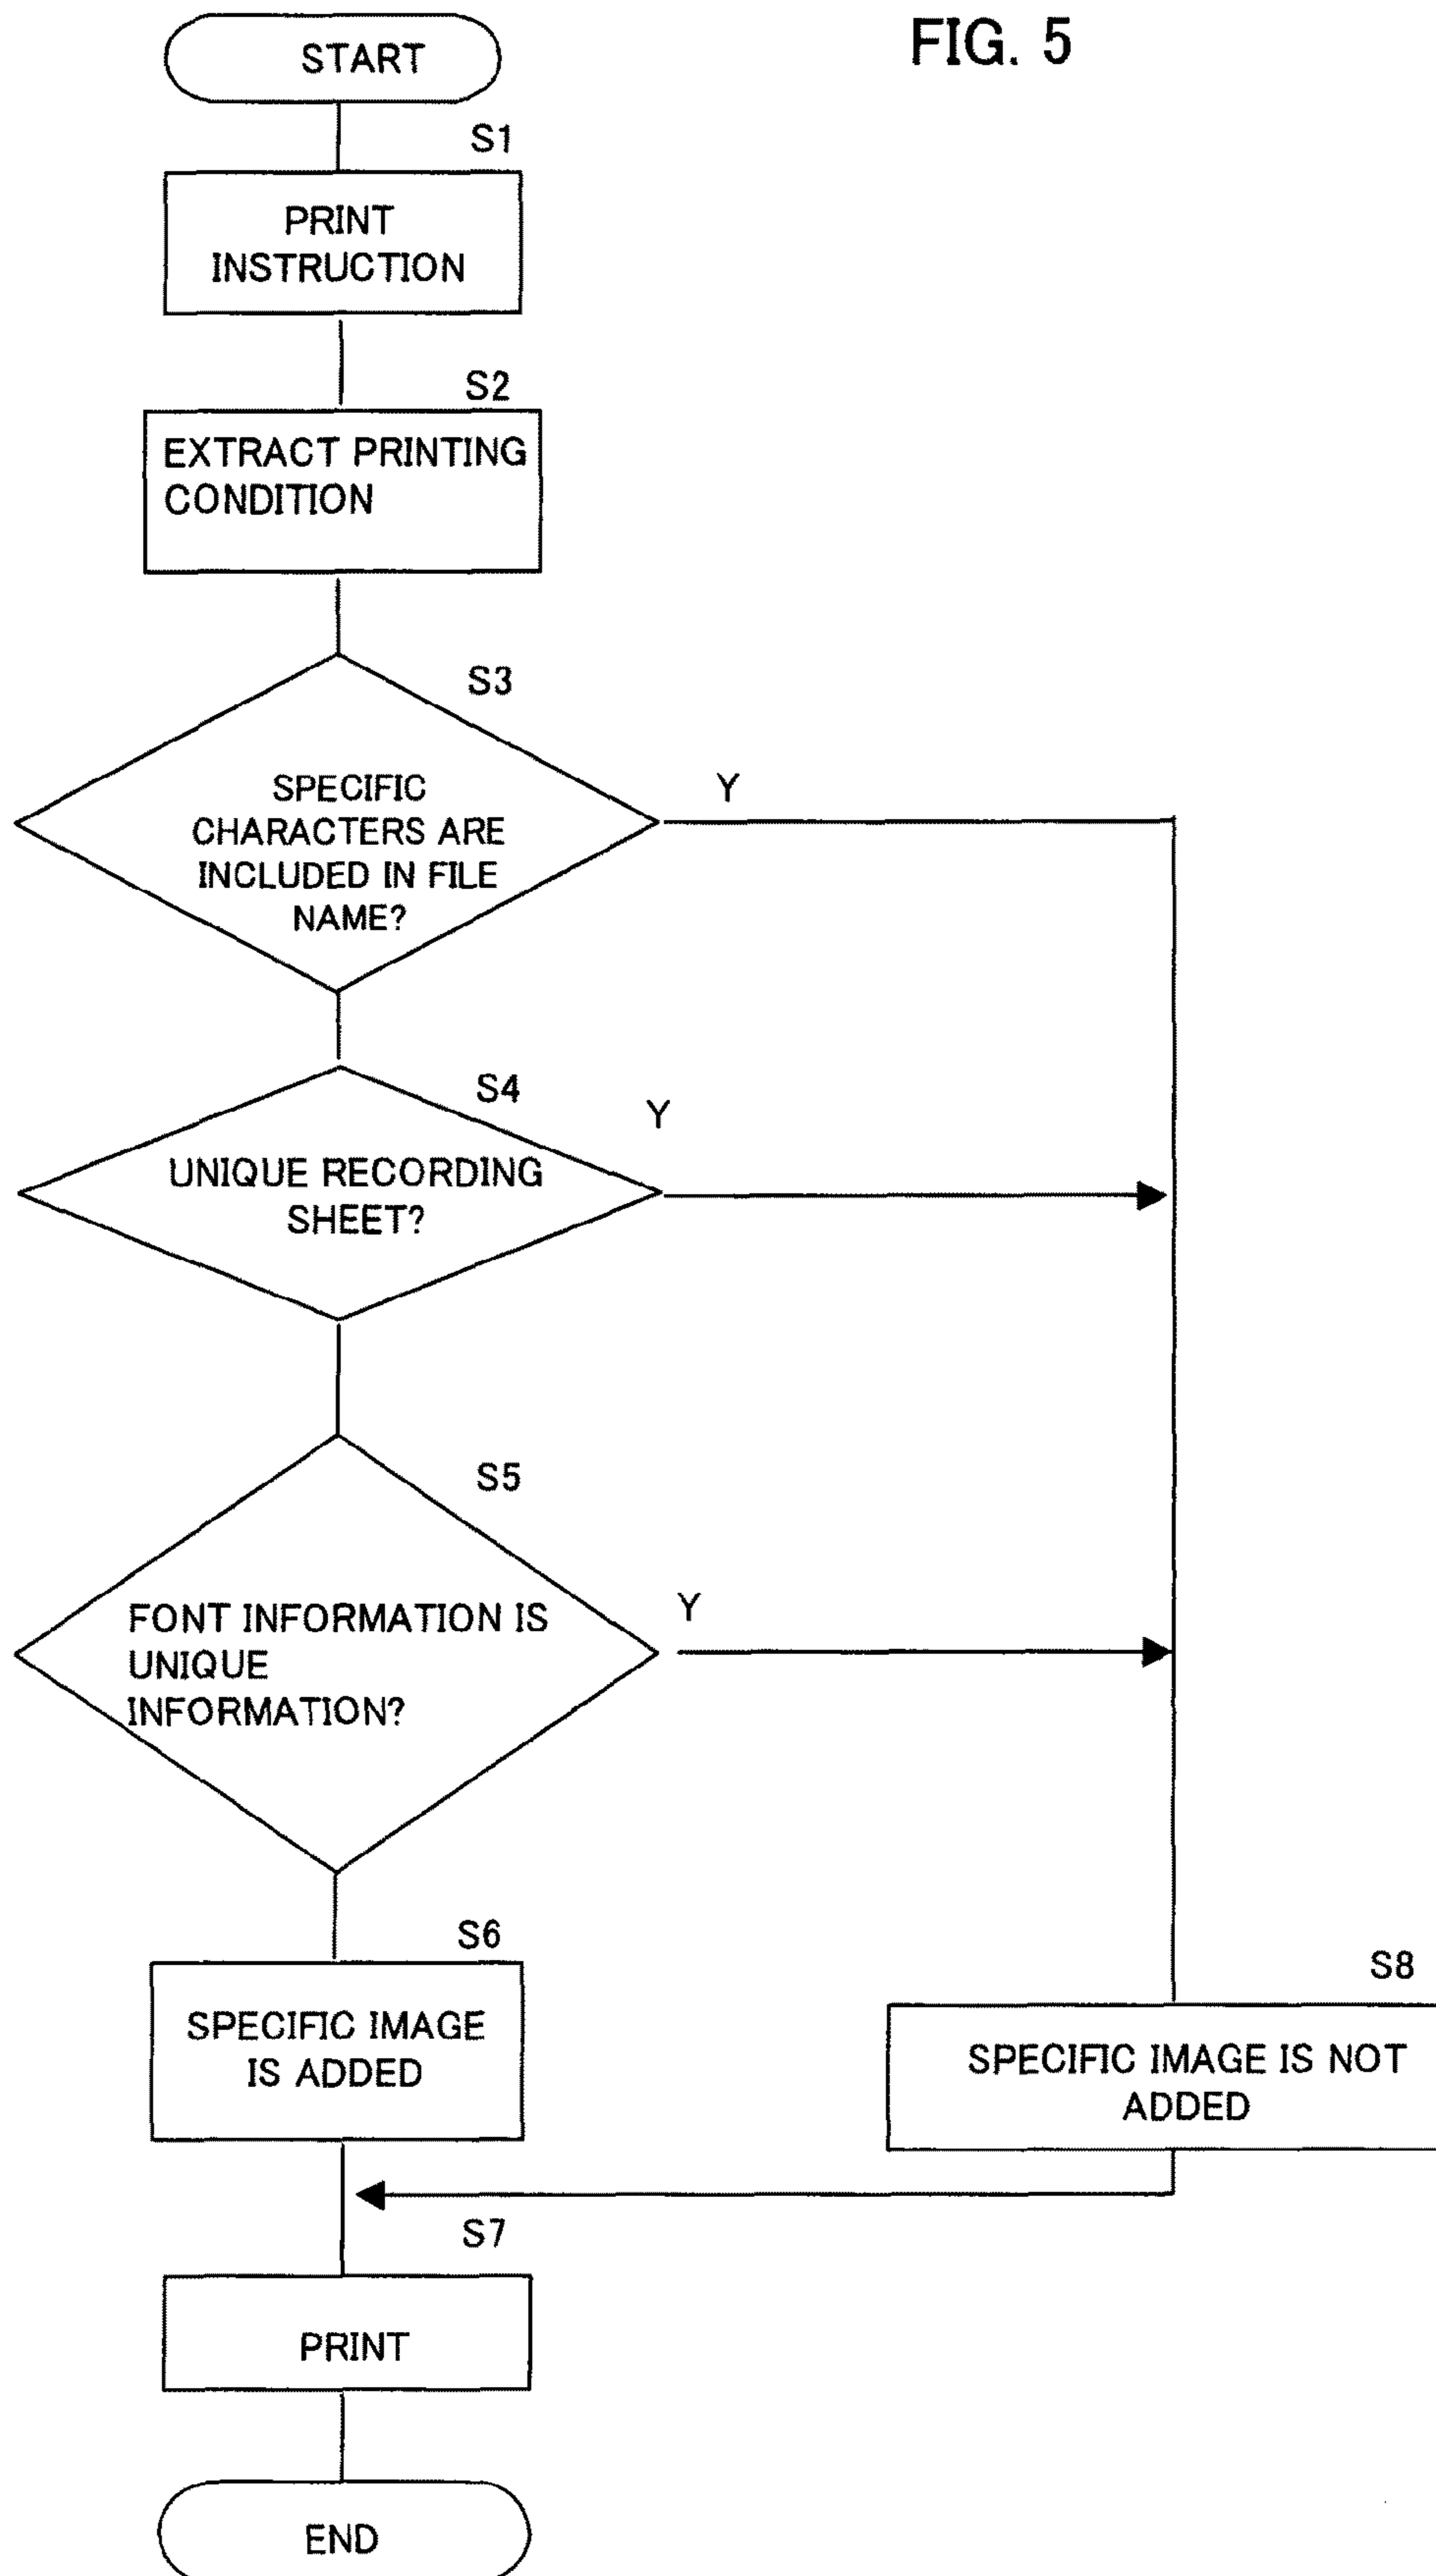 FIG. 5
START
S1
PRINT
INSTRUCTION
S2
EXTRACT PRINTING
CONDITION
S3
SPECIFIC
CHARACTERS ARE
INCLUDED IN FILE
NAME?
Y
S4
UNIQUE RECORDING
SHEET?
Y
S5
FONT INFORMATION IS
UNIQUE
INFORMATION?
Y
S6
SPECIFIC IMAGE
IS ADDED
S8
SPECIFIC IMAGE IS NOT
ADDED
S7
PRINT
END